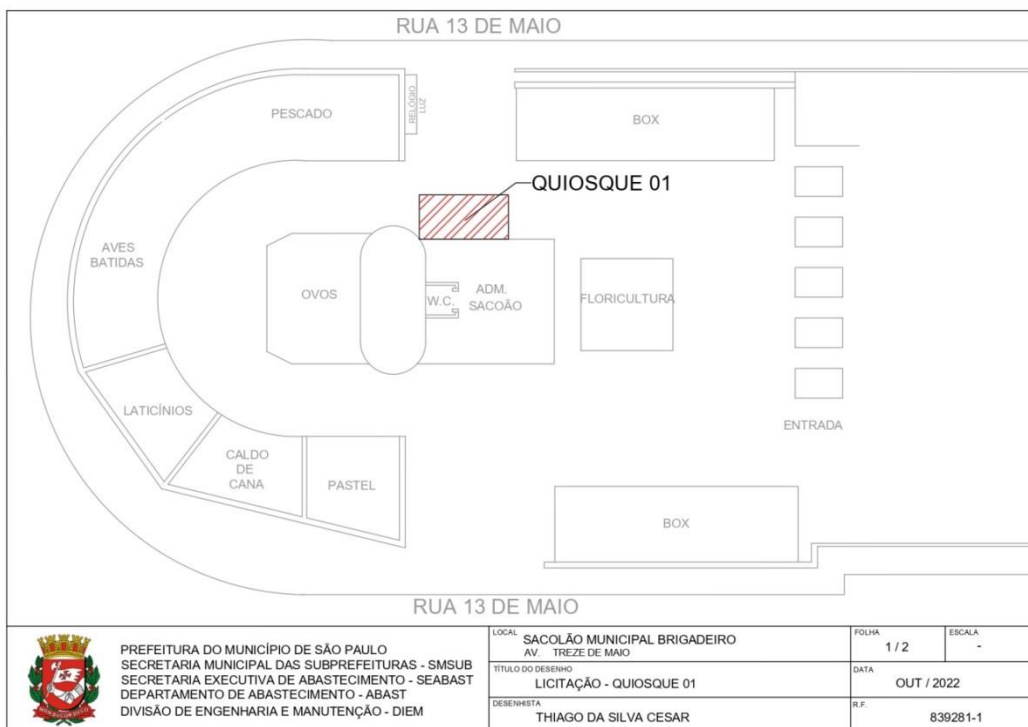 RUA 13 DE MAIO
PESCADO
RELÓGIO
LUZ
BOX
QUIOSQUE 01
AVES
BATIDAS
OVOS
W.C.
ADM.
SACOÃO
FLORICULTURA
LATICÍNIOS
CALDO
DE
CANA
PASTEL
ENTRADA
BOX
RUA 13 DE MAIO
PREFEITURA DO MUNICÍPIO DE SÃO PAULO
SECRETARIA MUNICIPAL DAS SUBPREFEITURAS - SMSUB
SECRETARIA EXECUTIVA DE ABASTECIMENTO - SEABAST
DEPARTAMENTO DE ABASTECIMENTO - ABAST
DIVISÃO DE ENGENHARIA E MANUTENÇÃO - DIEM
LOCAL
SACOLÃO MUNICIPAL BRIGADEIRO
AV. TREZE DE MAIO
FOLHA
1 / 2
ESCALA
-
TÍTULO DO DESENHO
LICITAÇÃO - QUIOSQUE 01
DATA
OUT / 2022
DESENHISTA
THIAGO DA SILVA CESAR
R.F.
839281-1